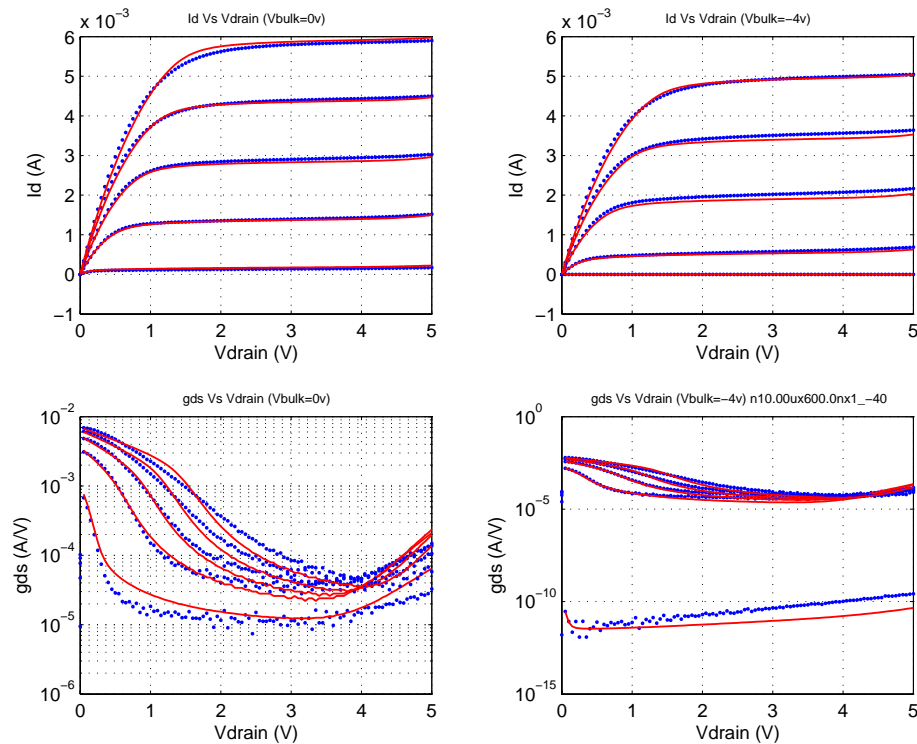 Id Vs Vdrain (Vbulk=0v)
x 10−3
6
5
4
3
2
1
0
−1
0 1 2 3 4 5
Id (A)
Vdrain (V)
Id Vs Vdrain (Vbulk=−4v)
x 10−3
6
5
4
3
2
1
0
−1
0 1 2 3 4 5
Id (A)
Vdrain (V)
gds Vs Vdrain (Vbulk=0v)
10−2
10−3
10−4
10−5
10−6
0 1 2 3 4 5
gds (A/V)
Vdrain (V)
gds Vs Vdrain (Vbulk=−4v) n10.00ux600.0nx1_−40
100
10−5
10−10
10−15
0 1 2 3 4 5
gds (A/V)
Vdrain (V)